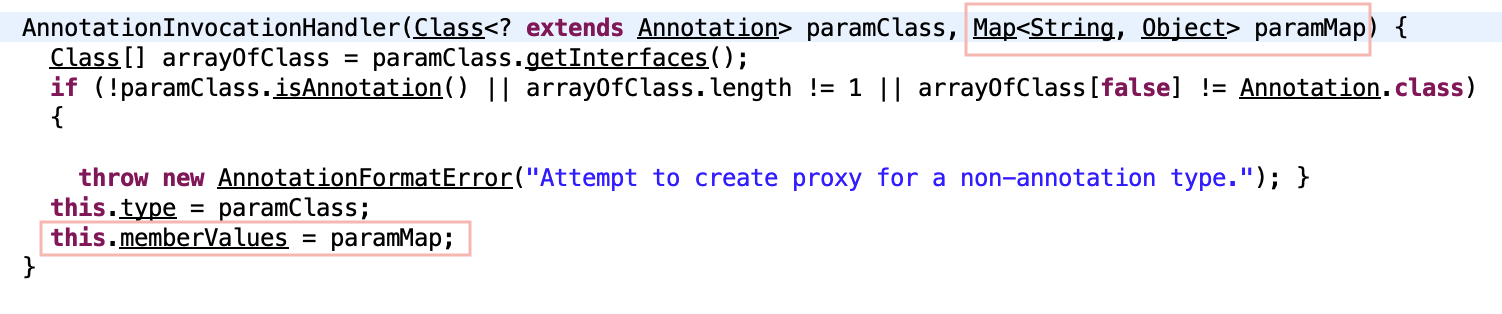 AnnotationInvocationHandler(Class<? extends Annotation> paramClass, Map<String, Object> paramMap) {
Class[] arrayOfClass = paramClass.getInterfaces();
if (!paramClass.isAnnotation() || arrayOfClass.length != 1 || arrayOfClass[false] != Annotation.class)
{
throw new AnnotationFormatError("Attempt to create proxy for a non-annotation type."); }
this.type = paramClass;
this.memberValues = paramMap;
}